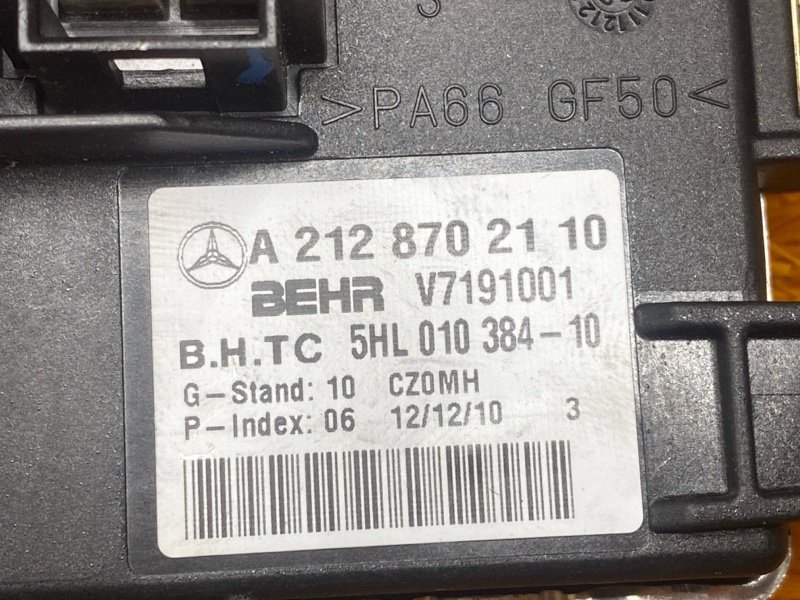 >PA66 GF50<
A 212 870 21 10
BEHR V7191001
B.H.TC 5HL 010 384-10
G-Stand: 10 CZ0MH
P-Index: 06 12/12/10 3